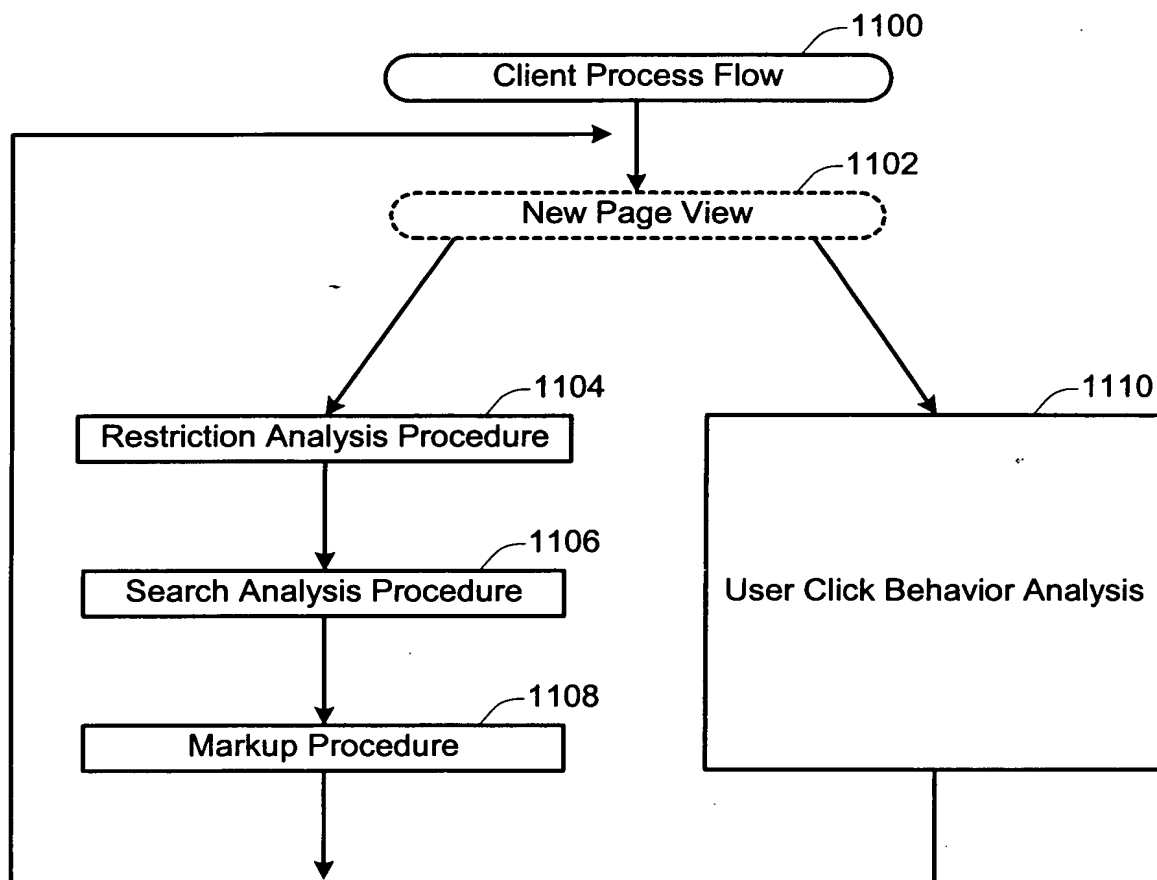 1100
Client Process Flow
1102
New Page View
1104
Restriction Analysis Procedure
1106
Search Analysis Procedure
1108
Markup Procedure
1110
User Click Behavior Analysis